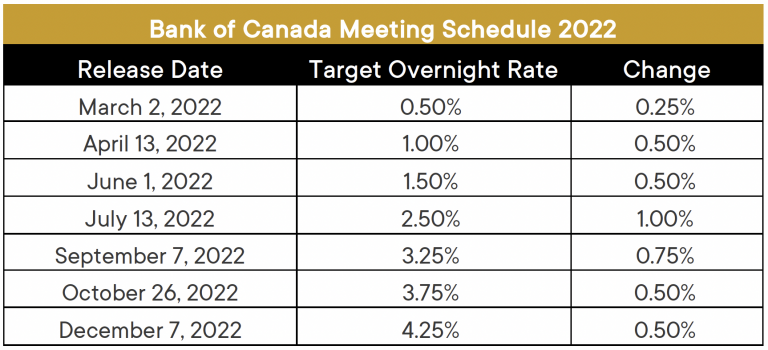 Bank of Canada Meeting Schedule 2022
Release Date Target Overnight Rate Change
March 2, 2022 0.50% 0.25%
April 13, 2022 1.00% 0.50%
June 1, 2022 1.50% 0.50%
July 13, 2022 2.50% 1.00%
September 7, 2022 3.25% 0.75%
October 26, 2022 3.75% 0.50%
December 7, 2022 4.25% 0.50%